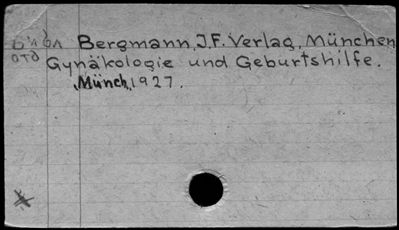 Bergmann, J.F. Verlag, München
Gynäkologie und Geburtshilfe.
Münch, 1927.